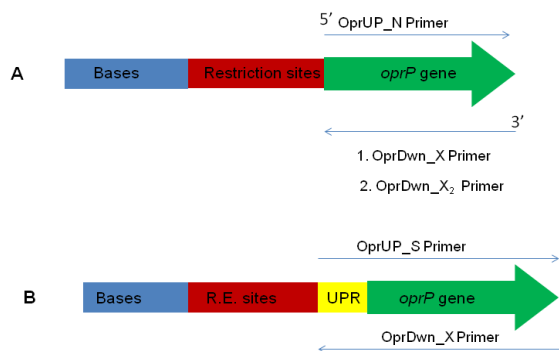 5’ OprUP_N Primer
A
Bases
Restriction sites
oprP gene
3’
1. OprDwn_X Primer
2. OprDwn_X₂ Primer
OprUP_S Primer
B
Bases
R.E. sites
UPR
oprP gene
OprDwn_X Primer